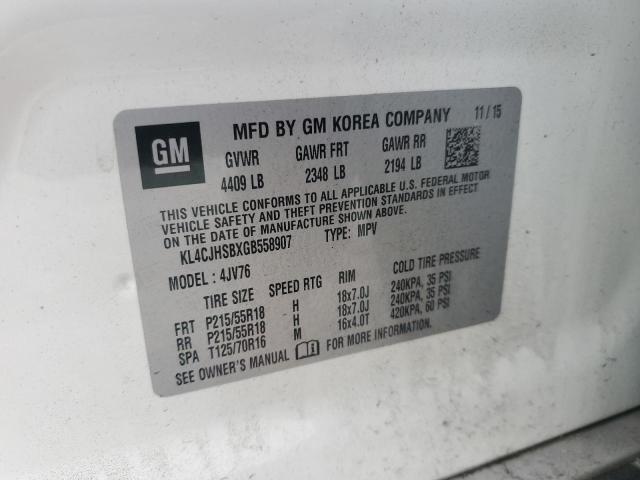 MFD BY GM KOREA COMPANY 11/15
GM
GVWR GAWR FRT GAWR RR
4409 LB 2348 LB 2194 LB
THIS VEHICLE CONFORMS TO ALL APPLICABLE U.S. FEDERAL MOTOR
VEHICLE SAFETY AND THEFT PREVENTION STANDARDS IN EFFECT
ON THE DATE OF MANUFACTURE SHOWN ABOVE.
KL4CJHSBXGB558907 TYPE: MPV
MODEL: 4JV76
TIRE SIZE SPEED RTG RIM COLD TIRE PRESSURE
FRT P215/55R18 H 18x7.0J 240KPA, 35 PSI
RR P215/55R18 H 18x7.0J 240KPA, 35 PSI
SPA T125/70R16 M 16x4.0T 420KPA, 60 PSI
SEE OWNER'S MANUAL FOR MORE INFORMATION.